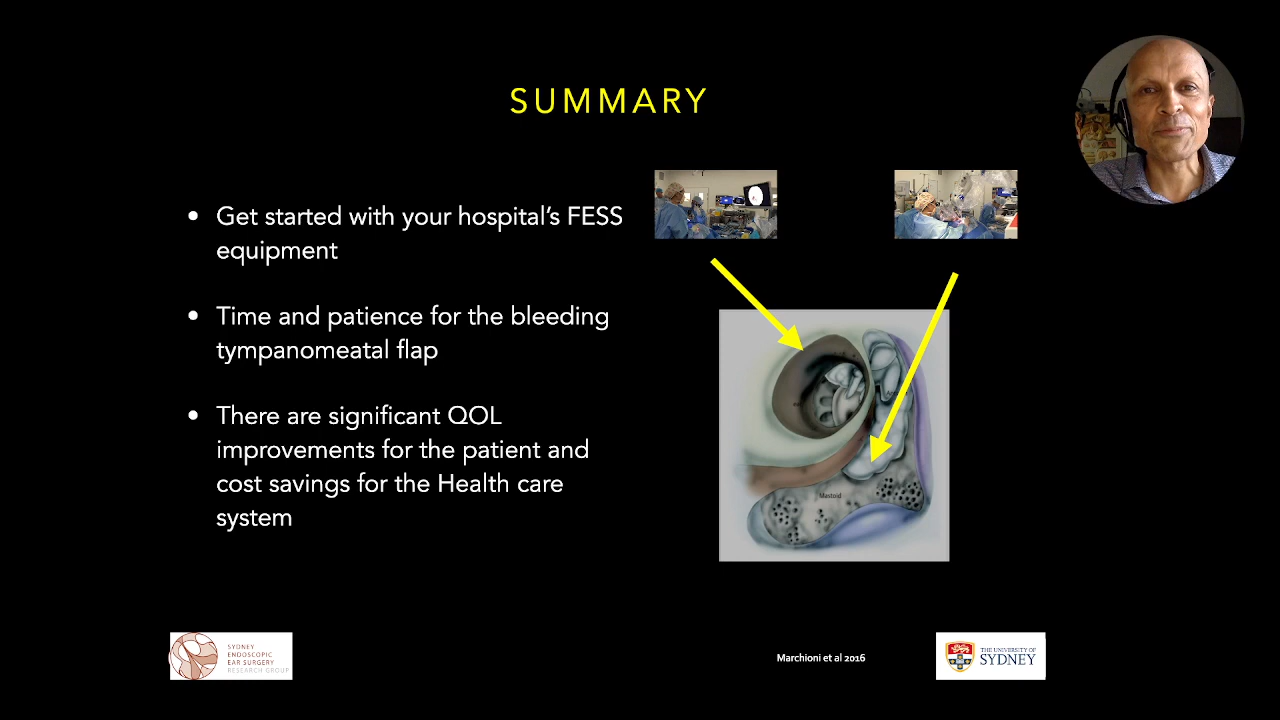 SUMMARY
• Get started with your hospital's FESS
equipment
• Time and patience for the bleeding
tympanomeatal flap
• There are significant QOL
improvements for the patient and
cost savings for the Health care
system
Mastoid
SYDNEY
ENDOSCOPIC
EAR SURGERY
RESEARCH GROUP
Marchioni et al 2016
THE UNIVERSITY OF
SYDNEY